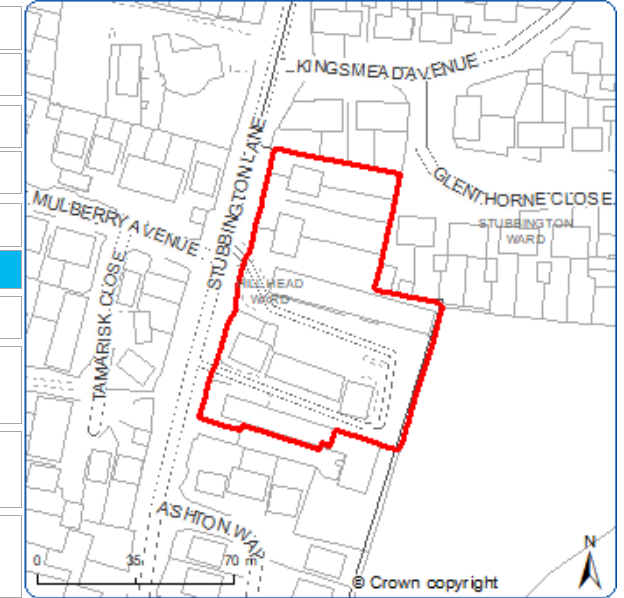 KINGSMEAD AVENUE
STUBBINGTON LANE
GLENTHORNE CLOSE
MULBERRY AVENUE
STUBBINGTON
WARD
HILL HEAD
WARD
TAMARISK CLOSE
ASHTON WAY
N
0 35 70 m
© Crown copyright